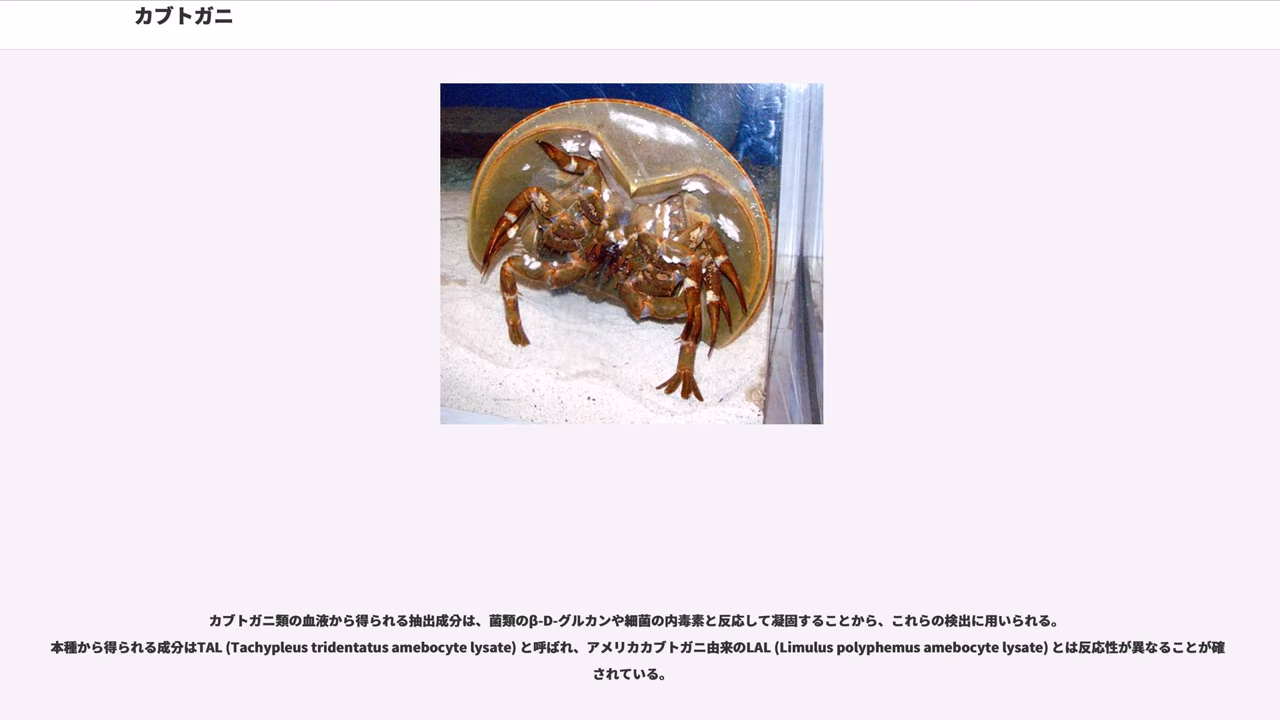 カブトガニ
カブトガニ類の血液から得られる抽出成分は、菌類のβ-D-グルカンや細菌の内毒素と反応して凝固することから、これらの検出に用いられる。
本種から得られる成分はTAL (Tachypleus tridentatus amebocyte lysate) と呼ばれ、アメリカカブトガニ由来のLAL (Limulus polyphemus amebocyte lysate) とは反応性が異なることが確
されている。